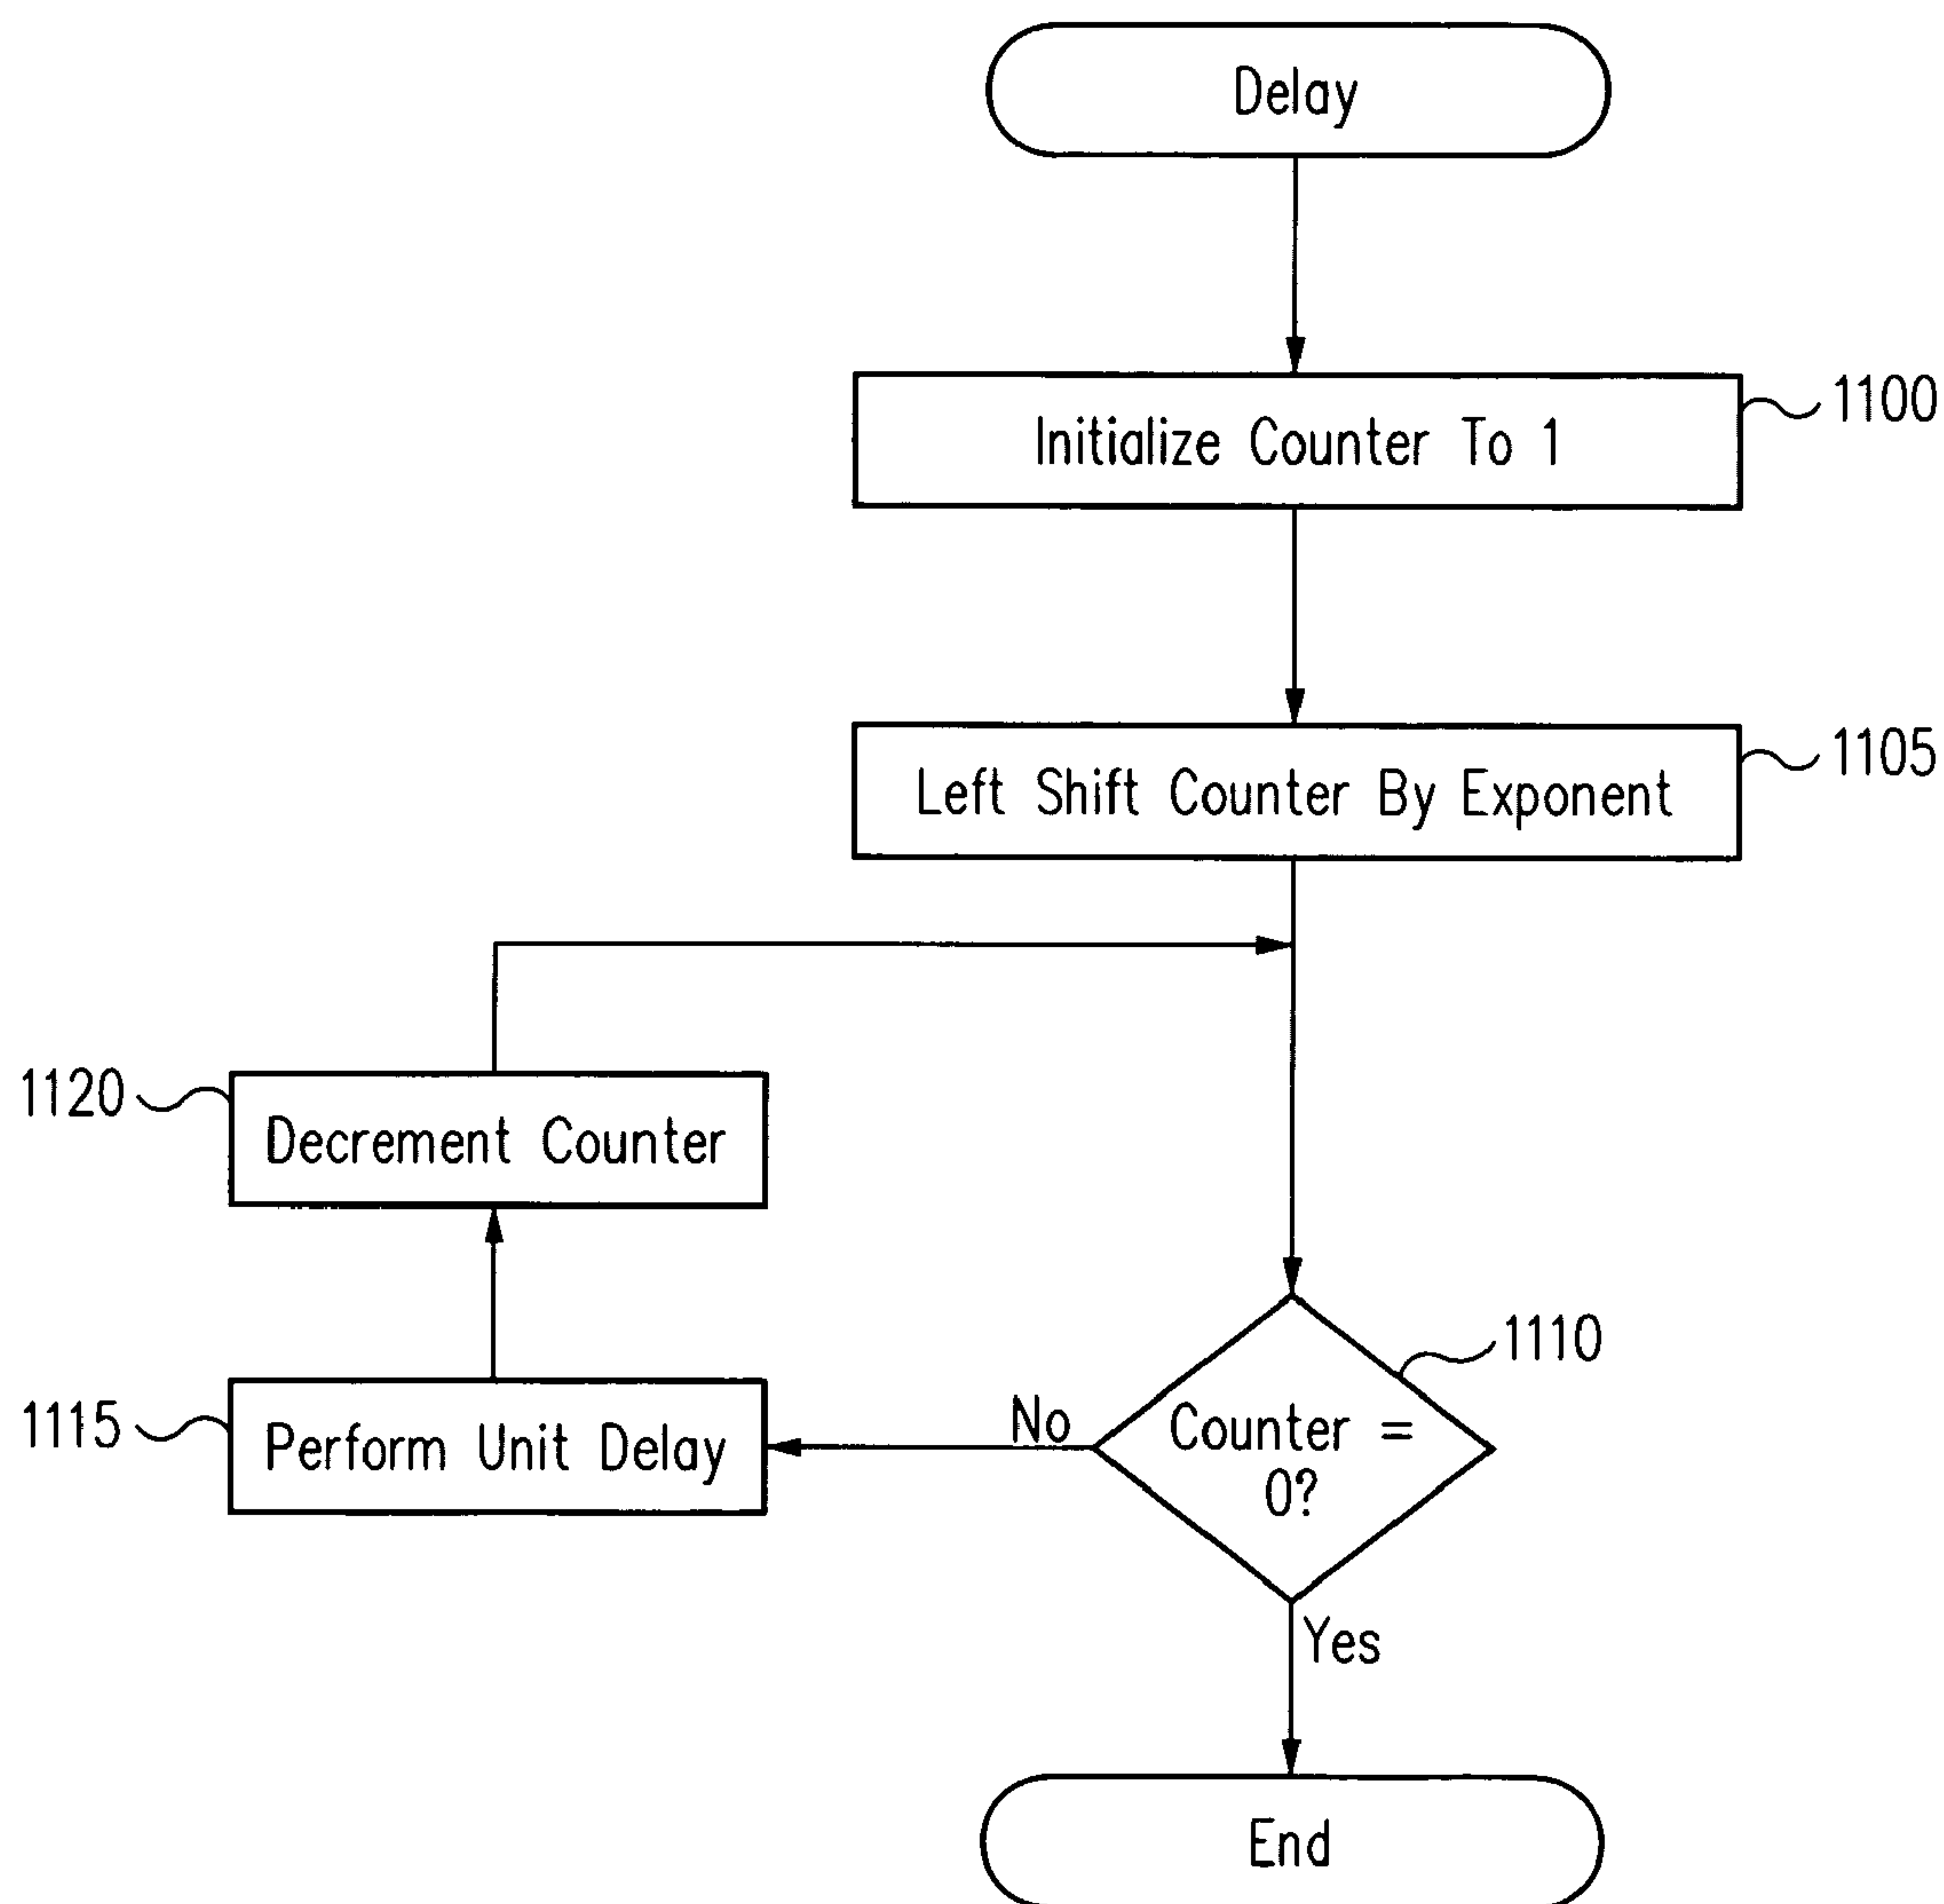 Delay
Initialize Counter To 1
1100
Left Shift Counter By Exponent
1105
1120
Decrement Counter
1110
Counter =
0?
No
1115
Perform Unit Delay
Yes
End